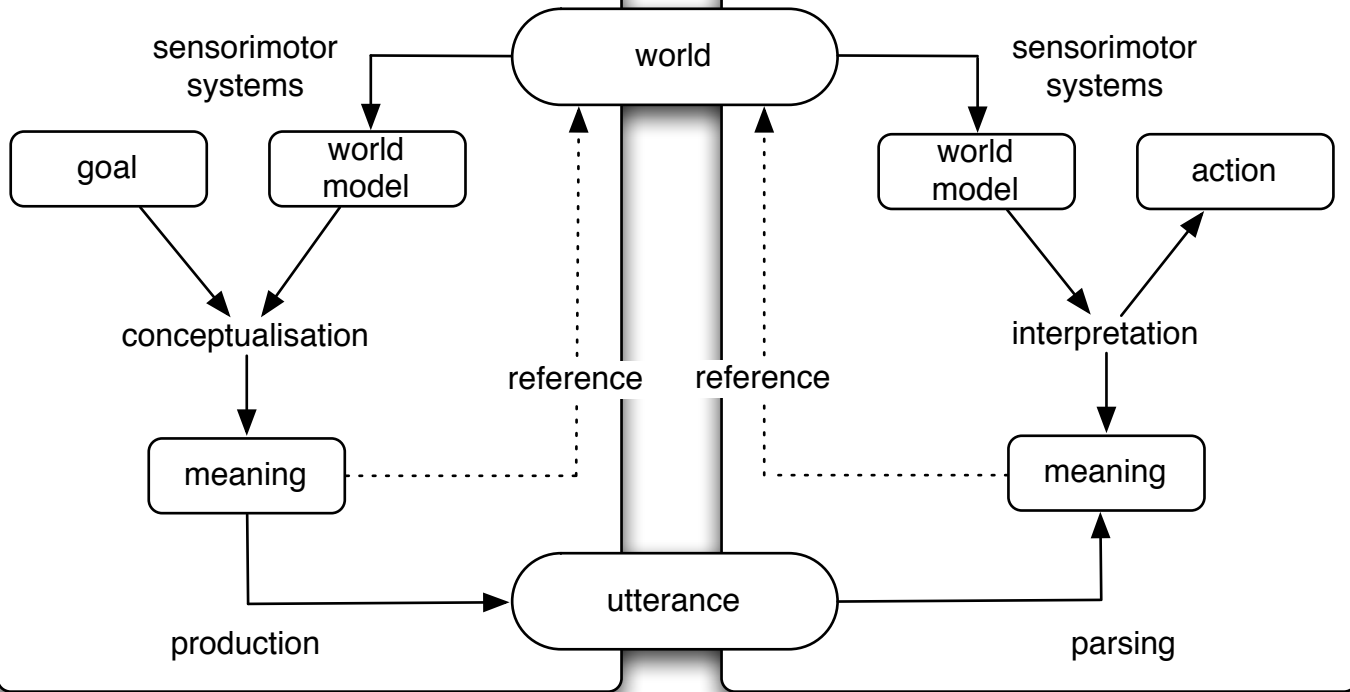 sensorimotor
systems
world
sensorimotor
systems
goal
world
model
world
model
action
conceptualisation
interpretation
reference
reference
meaning
meaning
utterance
production
parsing